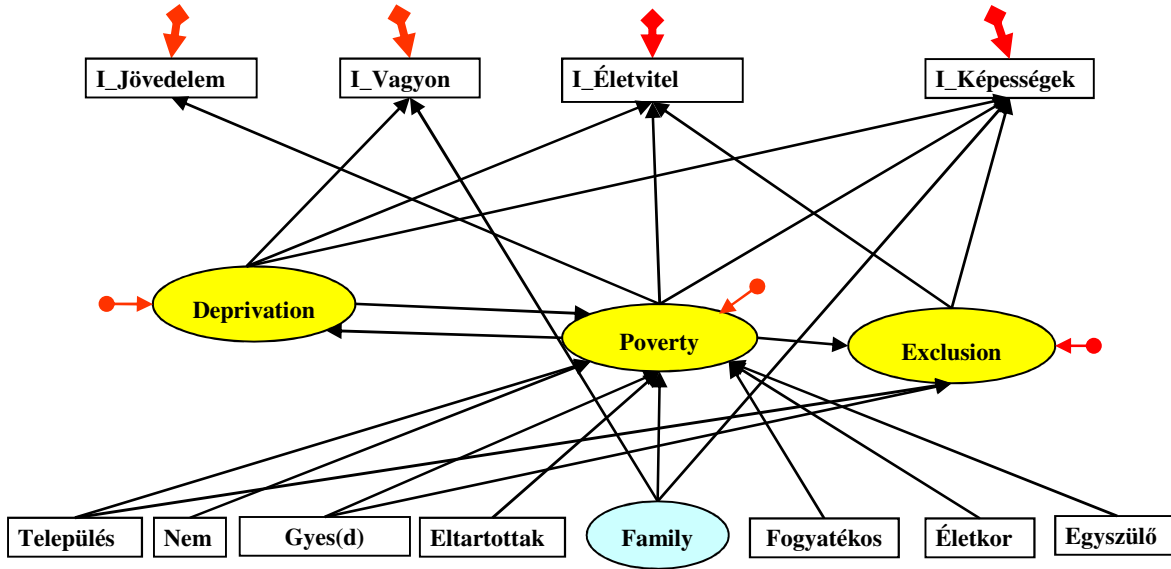 I_Jövedelem
I_Vagyon
I_Életvitel
I_Képességek
Deprivation
Poverty
Exclusion
Település
Nem
Gyes(d)
Eltartottak
Family
Fogyatékos
Életkor
Egyszülő